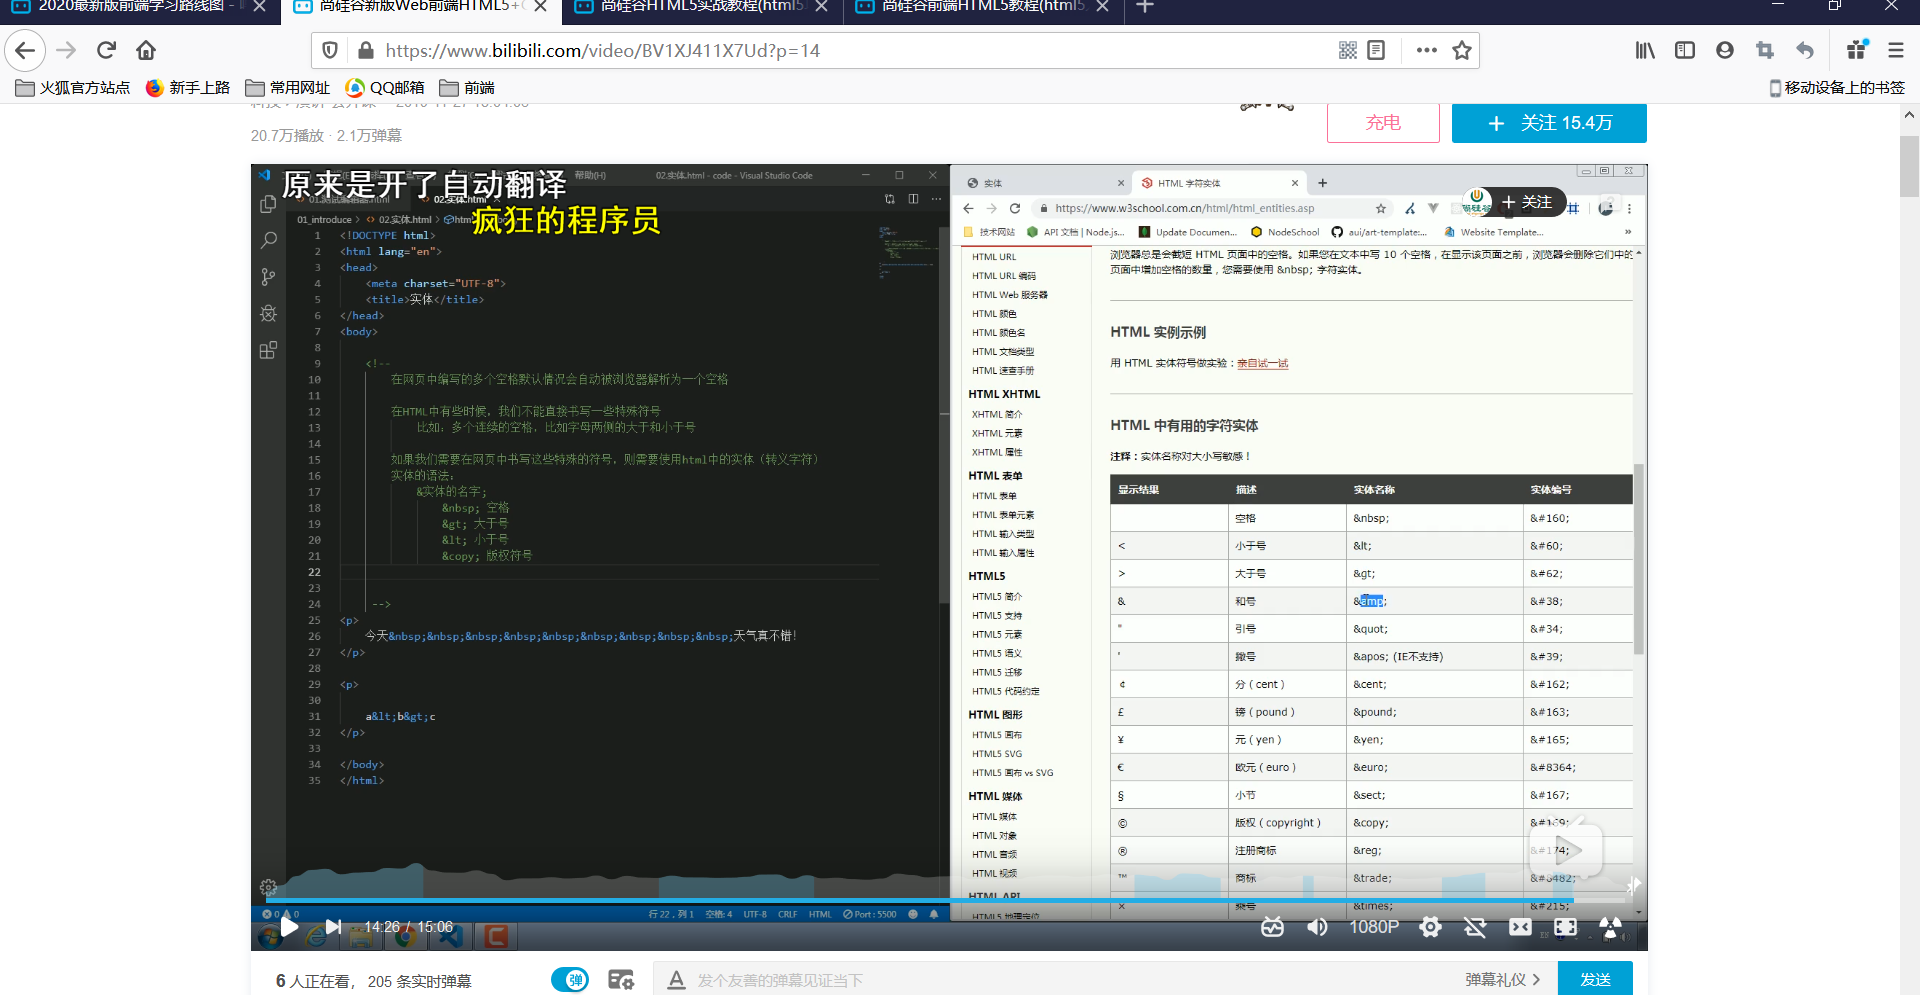 2020最新版前端学习路线图 -
尚硅谷新版Web前端HTML5+
尚硅谷HTML5实战教程(html5
尚硅谷前端HTML5教程(html5
https://www.bilibili.com/video/BV1XJ411X7Ud?p=14
火狐官方站点 新手上路 常用网址 QQ邮箱 前端 移动设备上的书签
20.7万播放 · 2.1万弹幕
充电
+ 关注 15.4万
原来是开了自动翻译
疯狂的程序员
帮助(H) 02.实体.html - code - Visual Studio Code
02.实体.html
01_introduce > 02.实体.html >
1 <!DOCTYPE html>
2 <html lang="en">
3 <head>
4 <meta charset="UTF-8">
5 <title>实体</title>
6 </head>
7 <body>
8
9 <!--
10 在网页中编写的多个空格默认情况会自动被浏览器解析为一个空格
11
12 在HTML中有些时候，我们不能直接书写一些特殊符号
13 比如：多个连续的空格，比如字母两侧的大于和小于号
14
15 如果我们需要在网页中书写这些特殊的符号，则需要使用html中的实体（转义字符）
16 实体的语法：
17 &实体的名字;
18 &nbsp; 空格
19 &gt; 大于号
20 &lt; 小于号
21 &copy; 版权符号
22
23
24 -->
25 <p>
26 今天&nbsp;&nbsp;&nbsp;&nbsp;&nbsp;&nbsp;&nbsp;&nbsp;&nbsp;天气真不错!
27 </p>
28
29 <p>
30
31 a&lt;b&gt;c
32 </p>
33
34 </body>
35 </html>
行 22，列 1 空格: 4 UTF-8 CRLF HTML Port : 5500
实体
HTML 字符实体
https://www.w3school.com.cn/html/html_entities.asp
+ 关注
技术网站 API 文档 | Node.js... Update Documen... NodeSchool aui/art-template:... Website Template... »
HTML URL
HTML URL 编码
HTML Web 服务器
HTML 颜色
HTML 颜色名
HTML 文档类型
HTML 速查手册
HTML XHTML
XHTML 简介
XHTML 元素
XHTML 属性
HTML 表单
HTML 表单
HTML 表单元素
HTML 输入类型
HTML 输入属性
HTML5
HTML5 简介
HTML5 支持
HTML5 元素
HTML5 语义
HTML5 迁移
HTML5 代码约定
HTML 图形
HTML5 画布
HTML5 SVG
HTML5 画布 vs SVG
HTML 媒体
HTML 媒体
HTML 对象
HTML 音频
HTML 视频
HTML API
HTML5 地理定位
浏览器总是会截短 HTML 页面中的空格。如果您在文本中写 10 个空格，在显示该页面之前，浏览器会删除它们中的
页面中增加空格的数量，您需要使用 &nbsp; 字符实体。
HTML 实例示例
用 HTML 实体符号做实验：亲自试一试
HTML 中有用的字符实体
注释：实体名称对大小写敏感！
显示结果 描述 实体名称 实体编号
空格 &nbsp; &#160;
< 小于号 &lt; &#60;
> 大于号 &gt; &#62;
& 和号 &amp; &#38;
" 引号 &quot; &#34;
' 撇号 &apos; (IE不支持) &#39;
¢ 分（cent） &cent; &#162;
£ 镑（pound） &pound; &#163;
¥ 元（yen） &yen; &#165;
€ 欧元（euro） &euro; &#8364;
§ 小节 &sect; &#167;
© 版权（copyright） &copy; &#169;
® 注册商标 &reg; &#174;
™ 商标 &trade; &#8482;
× 乘号 &times; &#215;
14:26 / 15:06 1080P
6 人正在看， 205 条实时弹幕
弹
发个友善的弹幕见证当下
弹幕礼仪 >
发送